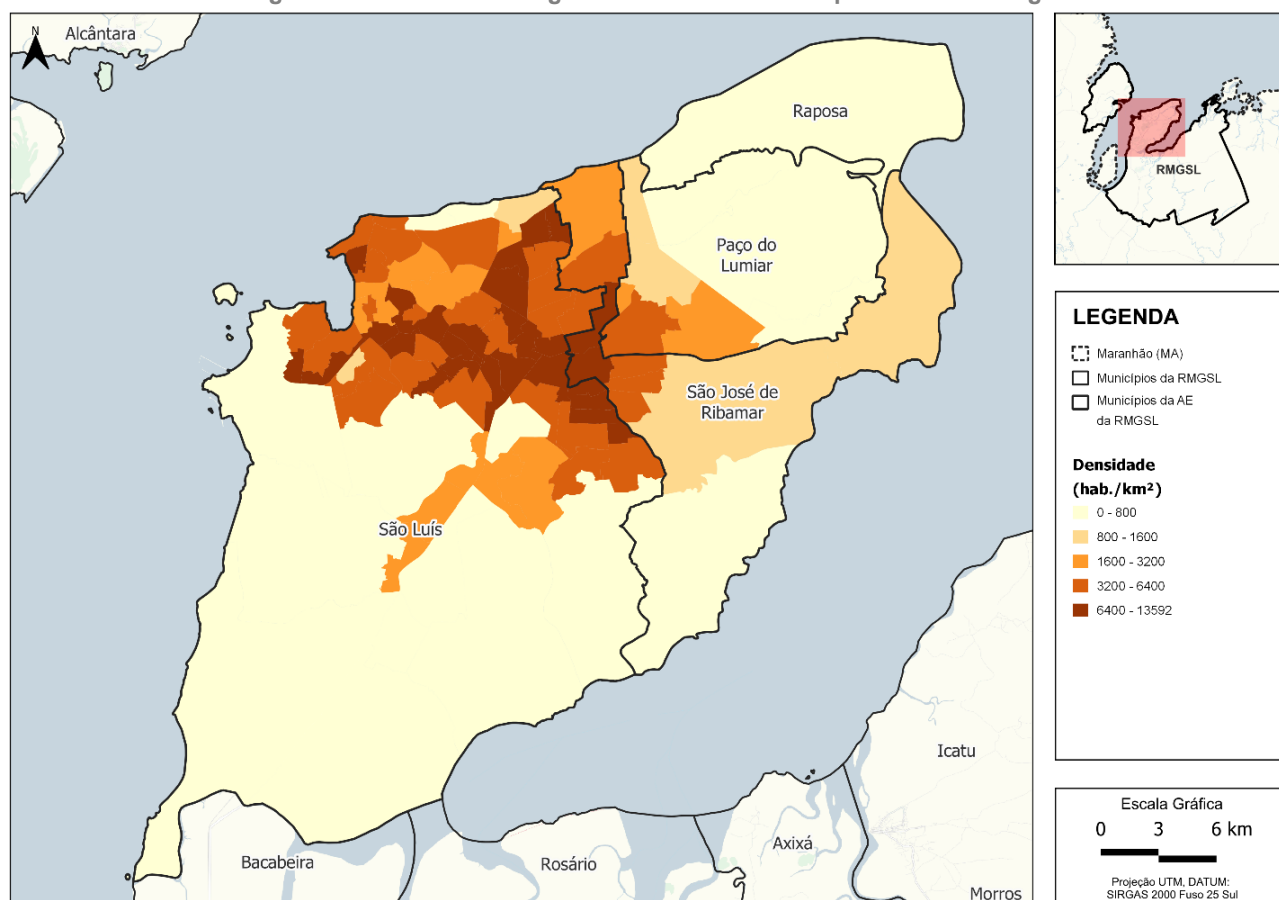 N
Alcântara
Raposa
Paço do
Lumiar
São José de
Ribamar
São Luís
Icatu
Axixá
Bacabeira
Rosário
Morros
RMGSL
LEGENDA
Maranhão (MA)
Municípios da RMGSL
Municípios da AE
da RMGSL
Densidade
(hab./km²)
0 - 800
800 - 1600
1600 - 3200
3200 - 6400
6400 - 13592
Escala Gráfica
0 3 6 km
Projeção UTM, DATUM:
SIRGAS 2000 Fuso 25 Sul